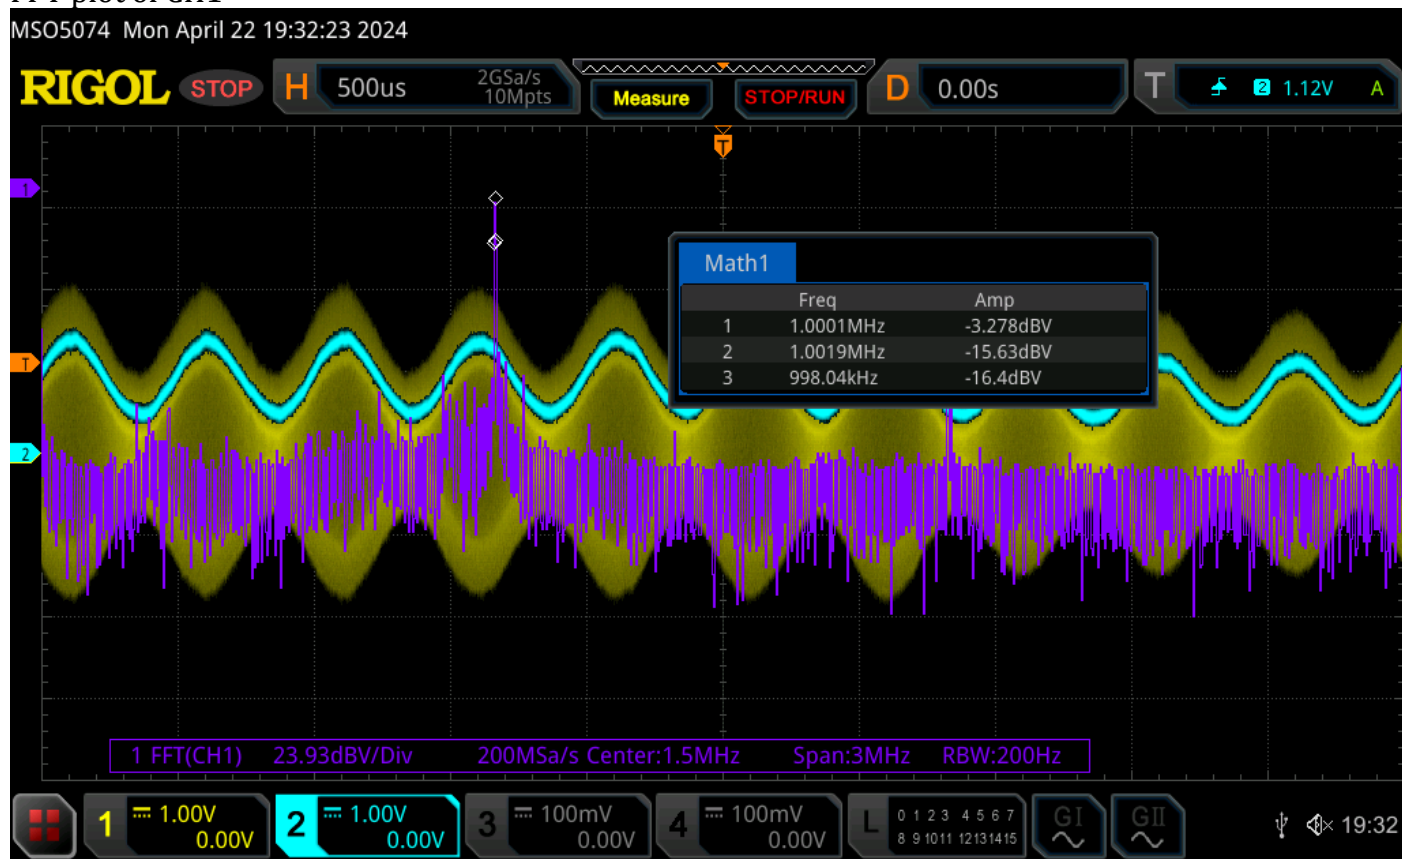 MSO5074 Mon April 22 19:32:23 2024
RIGOL STOP H 500us 2GSa/s 10Mpts Measure STOP/RUN D 0.00s T 2 1.12V A
T
1
Math1
Freq Amp
1 1.0001MHz -3.278dBV
2 1.0019MHz -15.63dBV
3 998.04kHz -16.4dBV
T
2
1 FFT(CH1) 23.93dBV/Div 200MSa/s Center:1.5MHz Span:3MHz RBW:200Hz
1 1.00V 0.00V 2 1.00V 0.00V 3 100mV 0.00V 4 100mV 0.00V L 0 1 2 3 4 5 6 7 8 9 10 11 12 13 14 15 GI GII 19:32